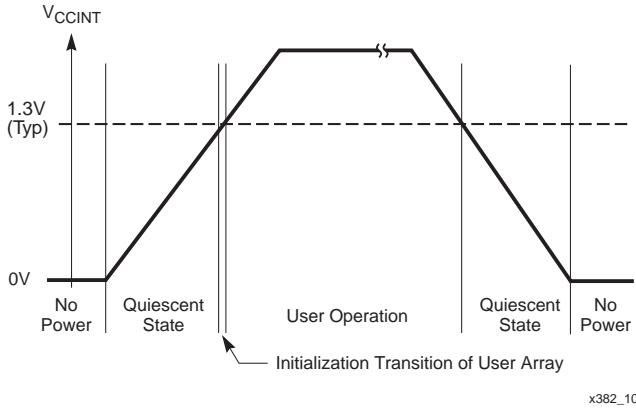 VCCINT
1.3V
(Typ)
0V
No
Power
Quiescent
State
User Operation
Quiescent
State
No
Power
Initialization Transition of User Array
x382_10